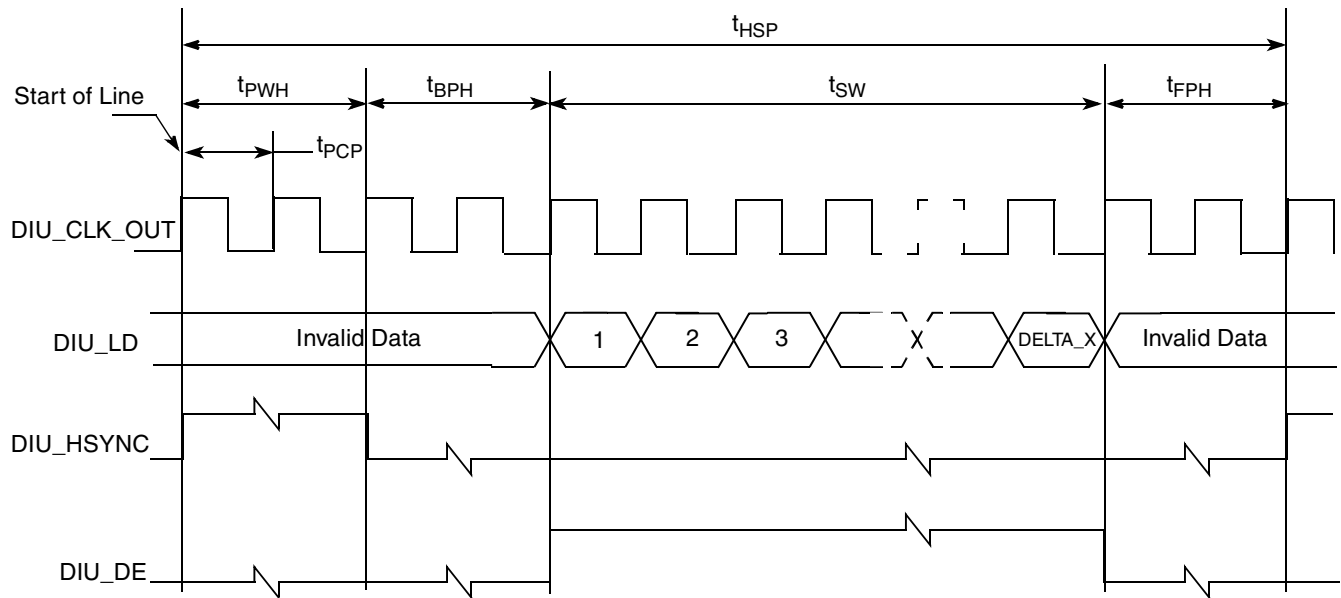 tHSP
tPWH
tBPH
tSW
tFPH
Start of Line
tPCP
DIU_CLK_OUT
DIU_LD
Invalid Data
1
2
3
DELTA_X
Invalid Data
DIU_HSYNC
DIU_DE